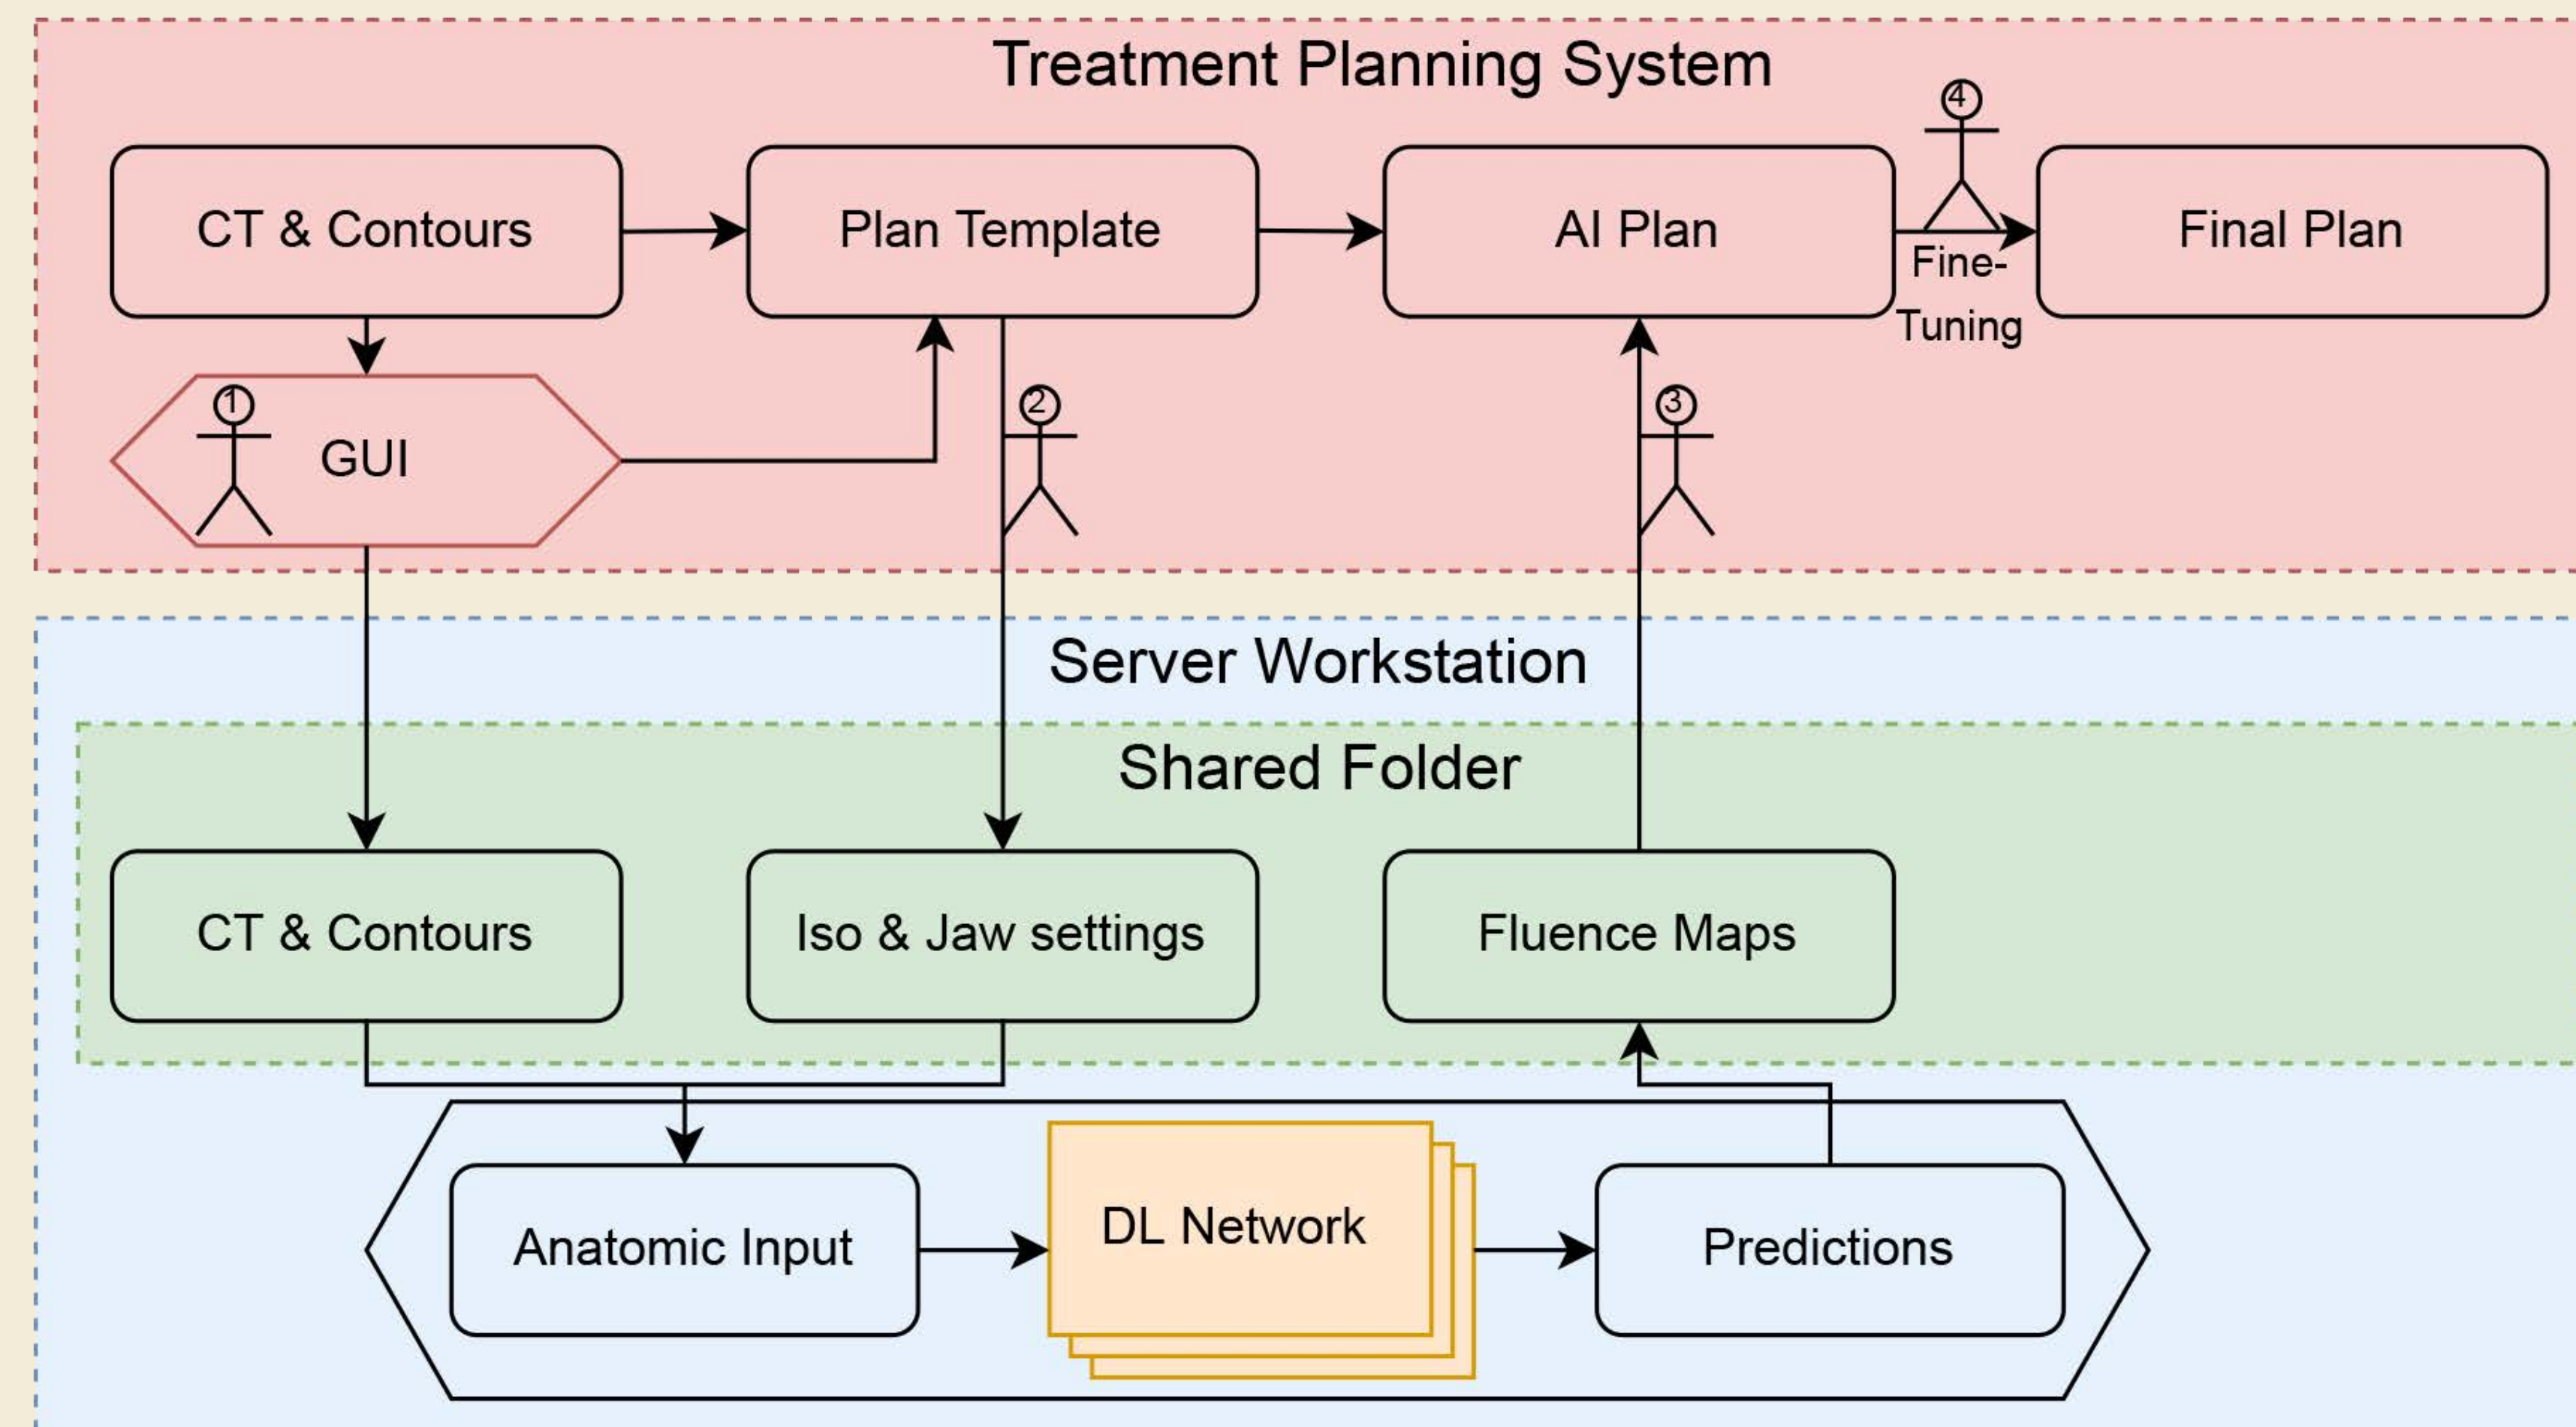 Treatment Planning System
4
CT & Contours
Plan Template
AI Plan
Fine-
Tuning
Final Plan
1
GUI
2
3
Server Workstation
Shared Folder
CT & Contours
Iso & Jaw settings
Fluence Maps
Anatomic Input
DL Network
Predictions